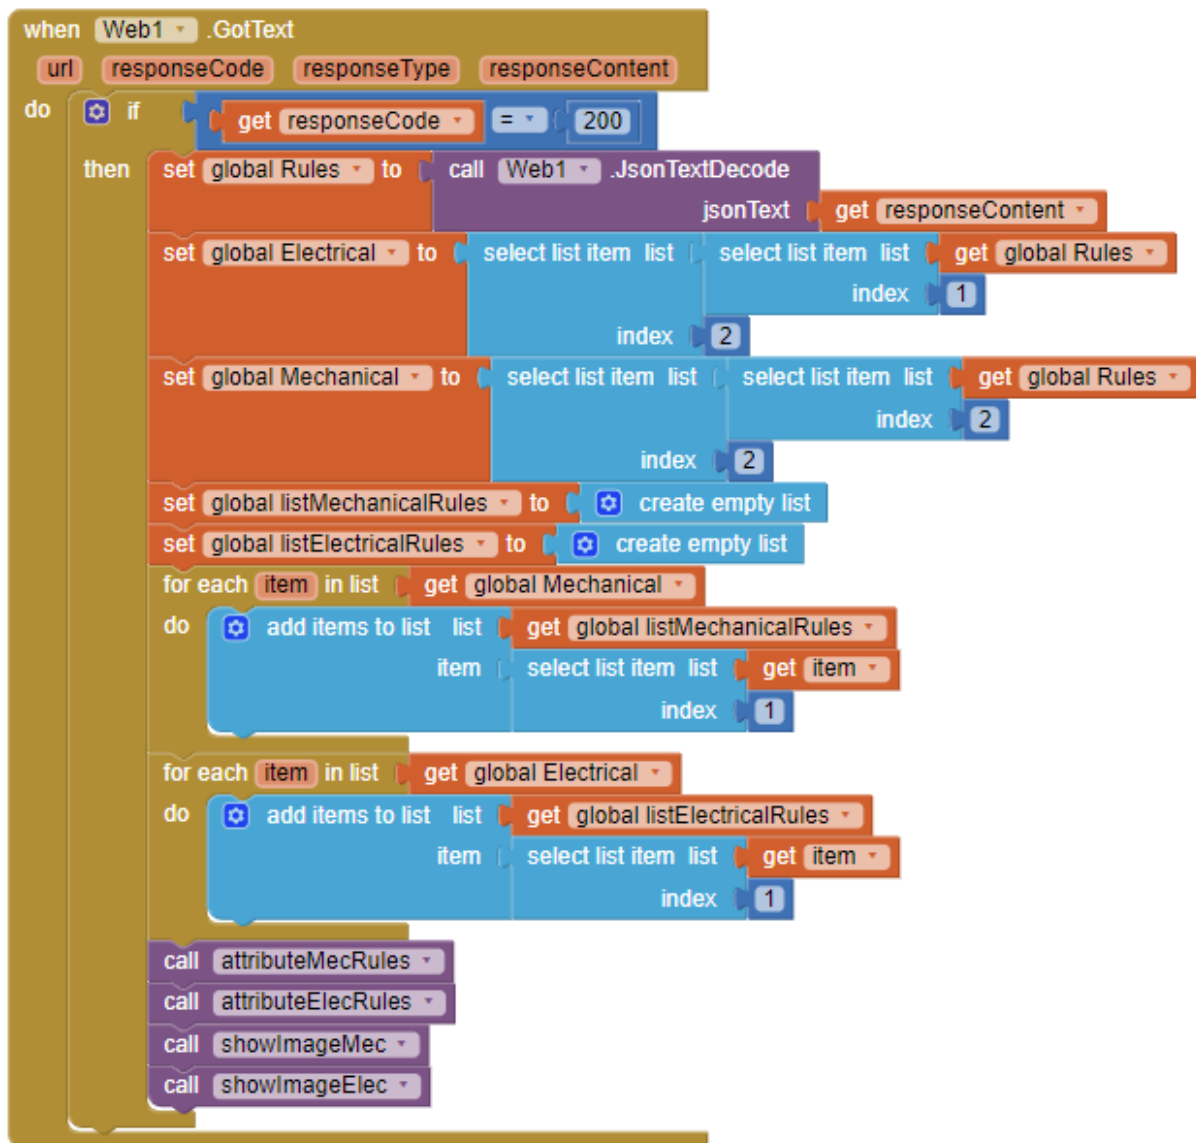 when Web1 .GotText
url responseCode responseType responseContent
do if get responseCode = 200
then set global Rules to call Web1 .JsonTextDecode
jsonText get responseContent
set global Electrical to select list item list select list item list get global Rules
index 1
index 2
set global Mechanical to select list item list select list item list get global Rules
index 2
index 2
set global listMechanicalRules to create empty list
set global listElectricalRules to create empty list
for each item in list get global Mechanical
do add items to list list get global listMechanicalRules
item select list item list get item
index 1
for each item in list get global Electrical
do add items to list list get global listElectricalRules
item select list item list get item
index 1
call attributeMecRules
call attributeElecRules
call showImageMec
call showImageElec